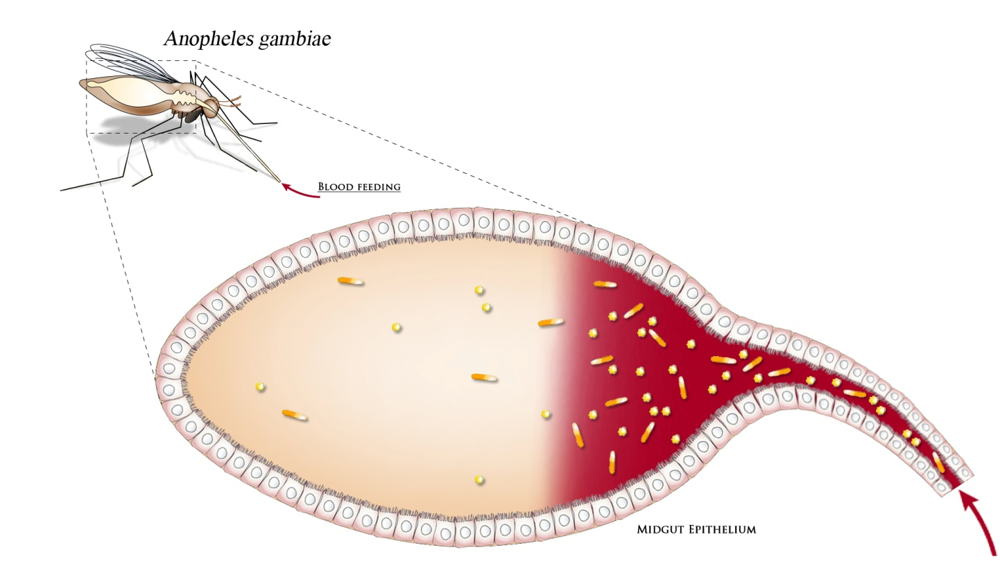 Anopheles gambiae
Blood feeding
Midgut Epithelium